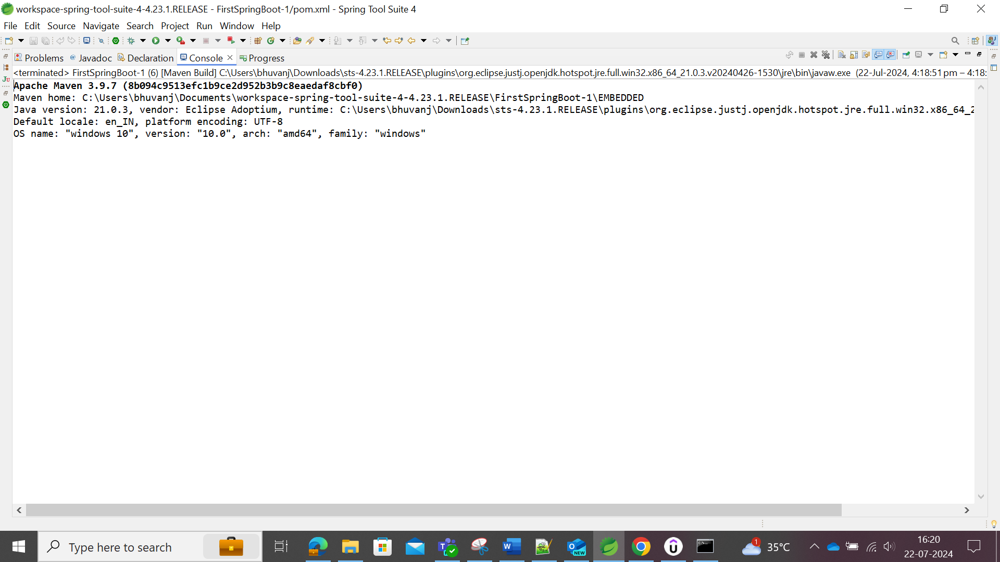 workspace-spring-tool-suite-4-4.23.1.RELEASE - FirstSpringBoot-1/pom.xml - Spring Tool Suite 4
File Edit Source Navigate Search Project Run Window Help
Problems @ Javadoc Declaration Console Progress
<terminated> FirstSpringBoot-1 (6) [Maven Build] C:\Users\bhuvanj\Downloads\sts-4.23.1.RELEASE\plugins\org.eclipse.justj.openjdk.hotspot.jre.full.win32.x86_64_21.0.3.v20240426-1530\jre\bin\javaw.exe (22-Jul-2024, 4:18:51 pm – 4:18:
Ju
Apache Maven 3.9.7 (8b094c9513efc1b9ce2d952b3b9c8eaedaf8cbf0)
Maven home: C:\Users\bhuvanj\Documents\workspace-spring-tool-suite-4-4.23.1.RELEASE\FirstSpringBoot-1\EMBEDDED
Java version: 21.0.3, vendor: Eclipse Adoptium, runtime: C:\Users\bhuvanj\Downloads\sts-4.23.1.RELEASE\plugins\org.eclipse.justj.openjdk.hotspot.jre.full.win32.x86_64_2
Default locale: en_IN, platform encoding: UTF-8
OS name: "windows 10", version: "10.0", arch: "amd64", family: "windows"
Type here to search
NEW
1
35°C
16:20
22-07-2024